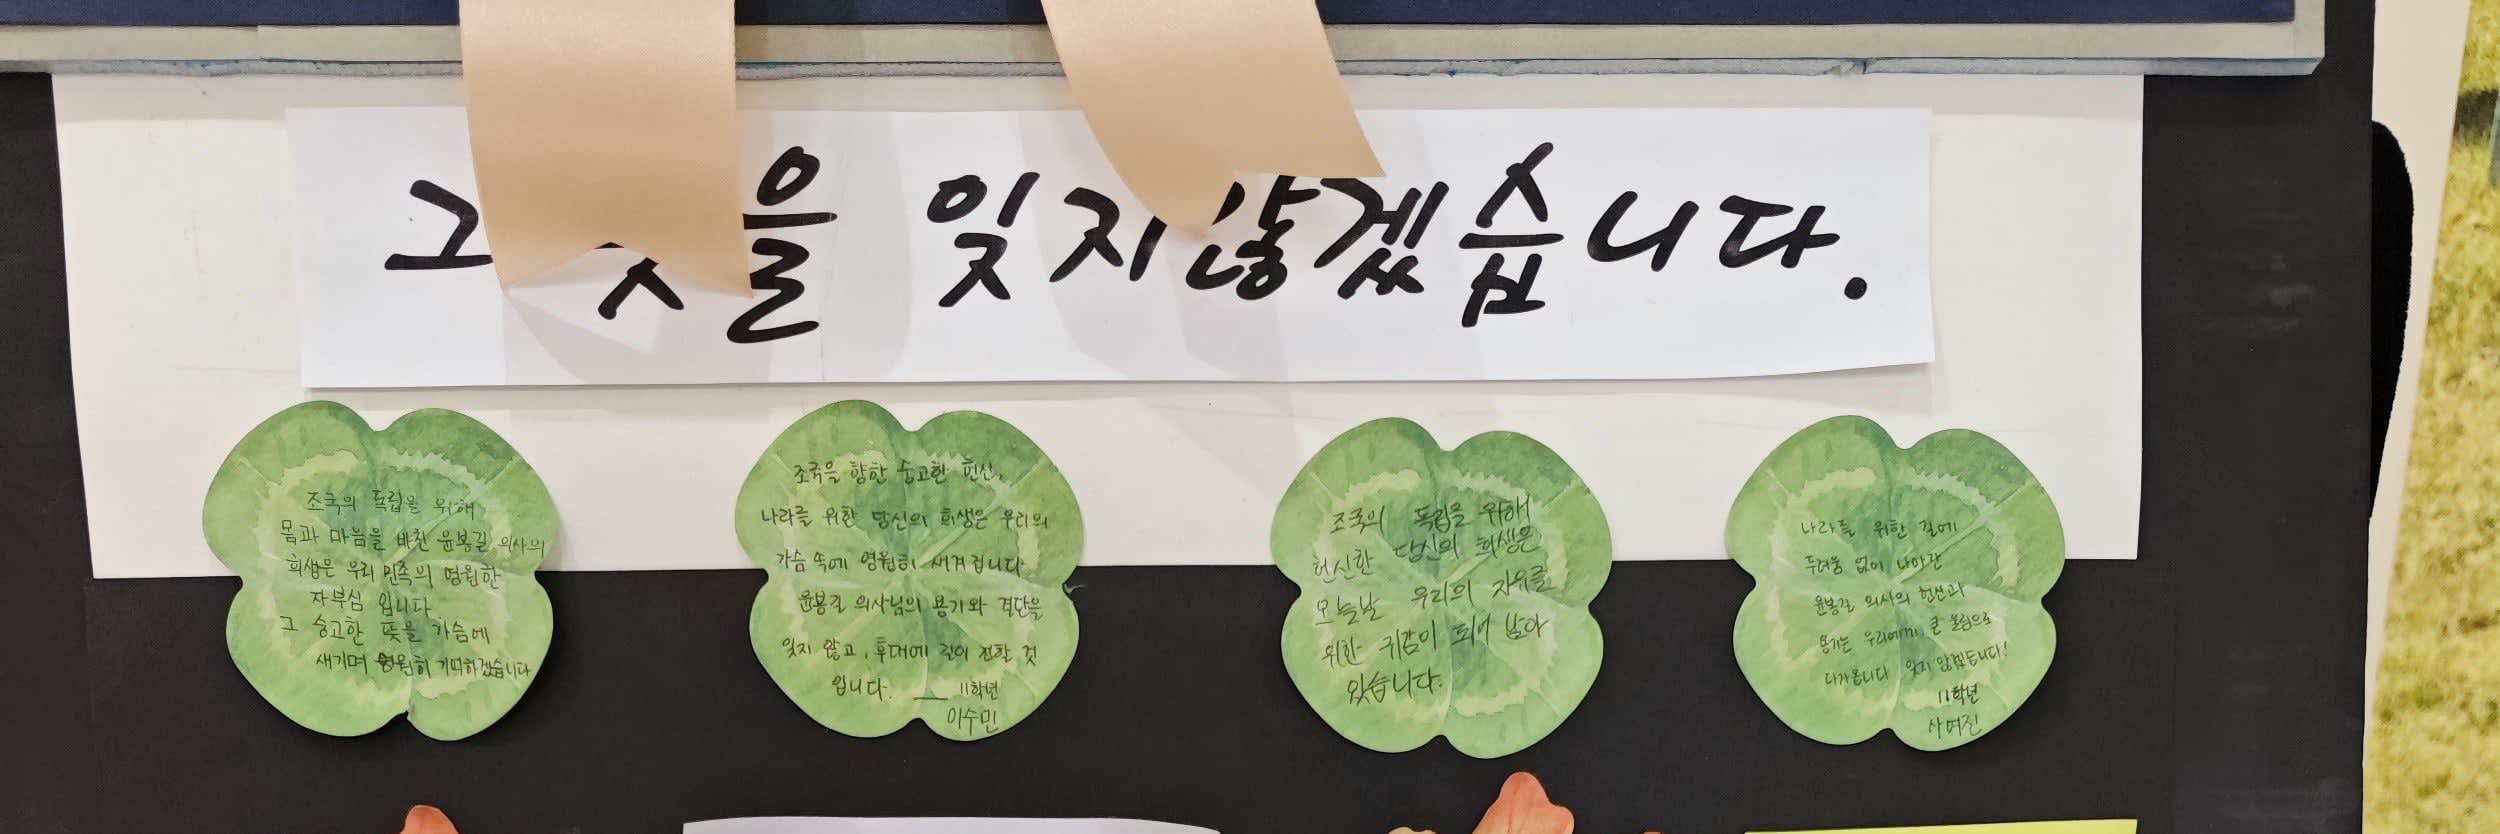 그 을 잊지 않겠습니다.
조국의 독립을 위해
몸과 마음을 바친 윤봉길 의사의
희생은 우리 민족의 영원한
자부심 입니다
그 숭고한 뜻을 가슴에
새기며 영원히 기억하겠습니다
조국을 향한 숭고한 헌신,
나라를 위한 당신의 희생은 우리의
가슴 속에 영원히 새겨집니다
윤봉길 의사님의 용기와 결단을
잊지 않고, 후대에 길이 전할 것
입니다. 11학년
이수민
조국의 독립을 위해
헌신한 당신의 희생은
오늘날 우리의 자유를
위한 귀감이 되어 남아
있습니다.
나라를 위한 길에
두려움 없이 나아간
윤봉길 의사의 헌신과
용기는 우리에게 큰 울림으로
다가옵니다 잊지 않겠습니다!
11학년
사여진